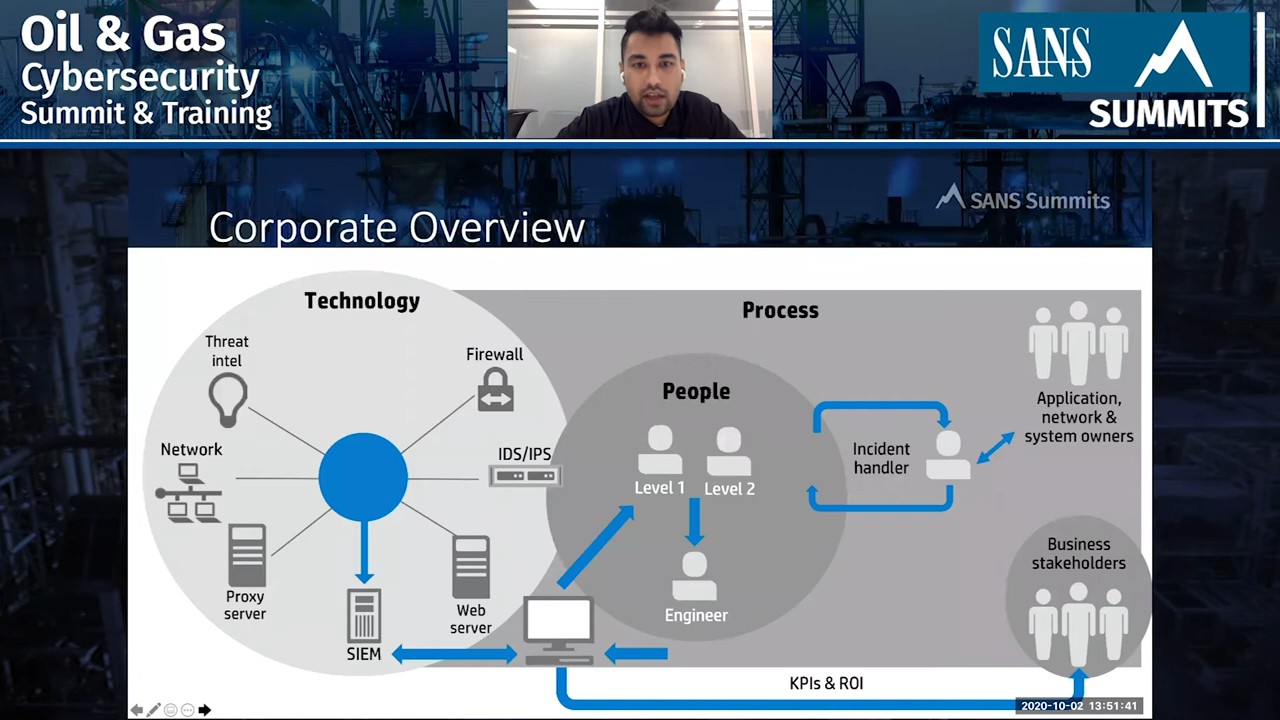 Oil & Gas
Cybersecurity
Summit & Training
SANS
SUMMITS
SANS Summits
Corporate Overview
Technology
Process
Threat
intel
Firewall
People
Application,
network &
system owners
Network
IDS/IPS
Incident
handler
Level 1
Level 2
Business
stakeholders
Proxy
server
Web
server
Engineer
SIEM
KPIs & ROI
2020-10-02 13:51:41